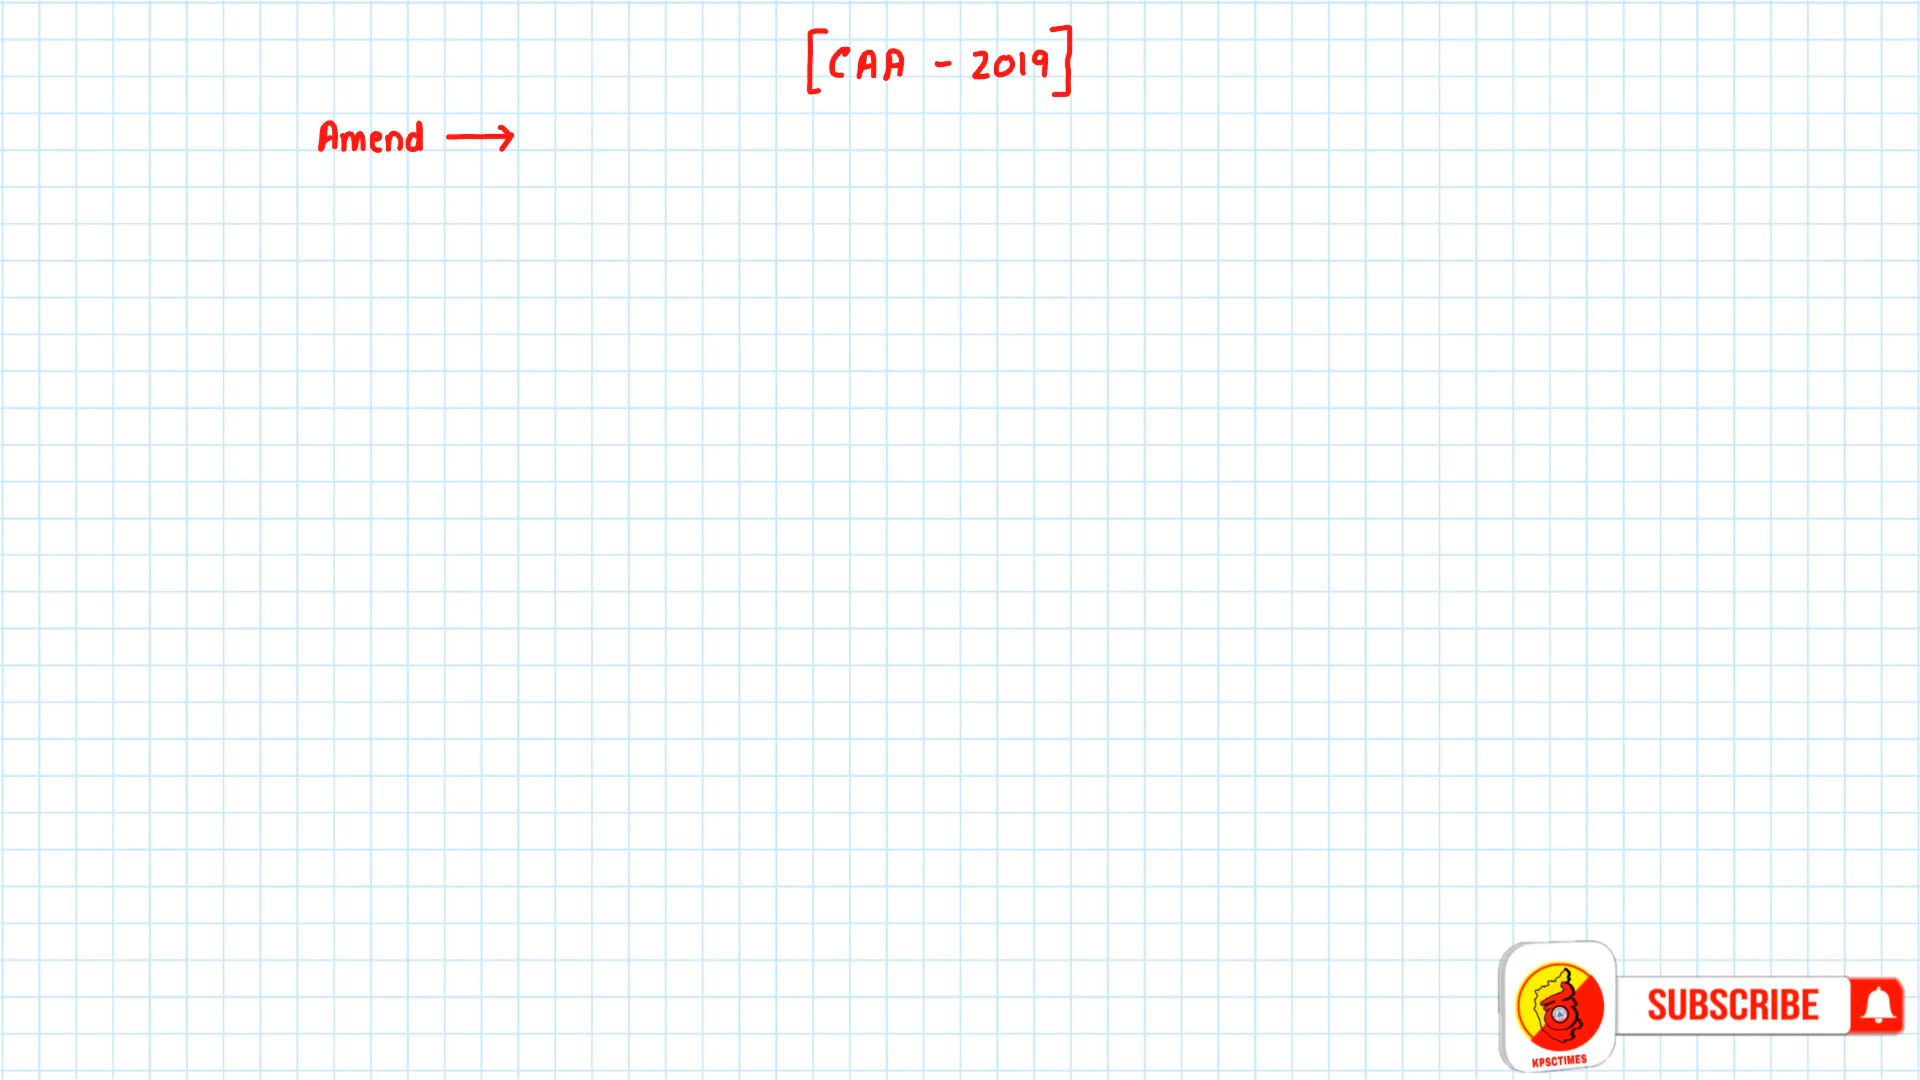 [CAA - 2019]
Amend →
SUBSCRIBE
KPSCTIMES